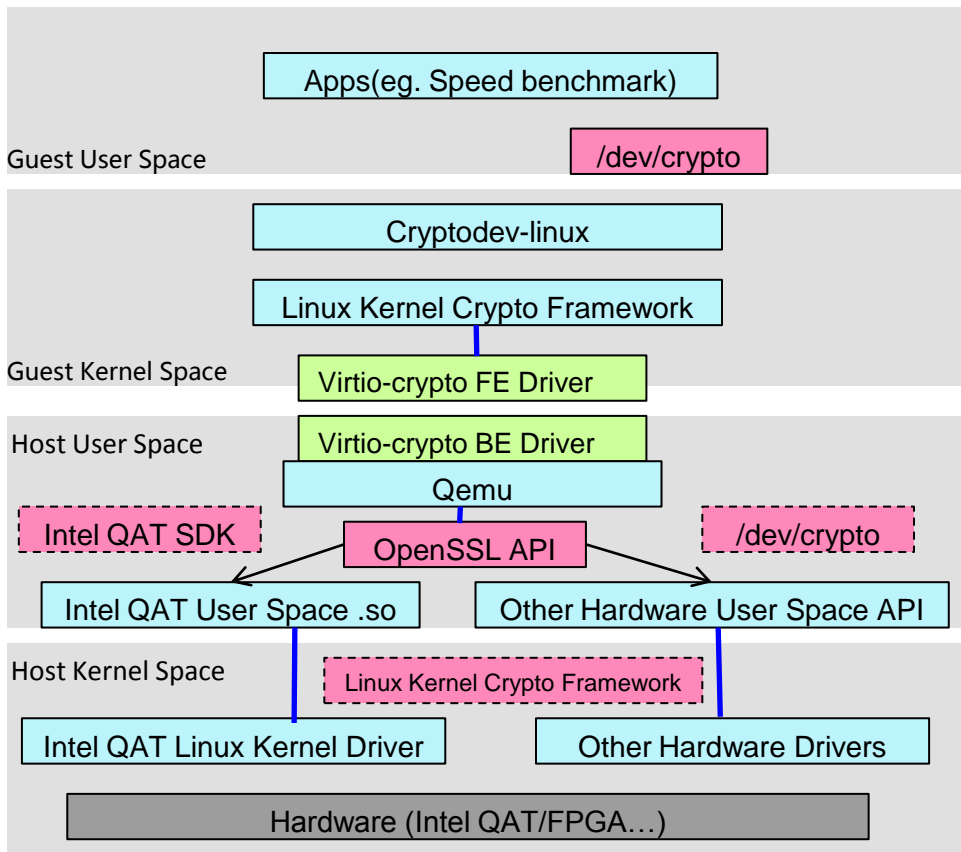 Apps(eg. Speed benchmark)
Guest User Space
/dev/crypto
Cryptodev-linux
Linux Kernel Crypto Framework
Guest Kernel Space
Virtio-crypto FE Driver
Host User Space
Virtio-crypto BE Driver
Qemu
Intel QAT SDK
OpenSSL API
/dev/crypto
Intel QAT User Space .so
Other Hardware User Space API
Host Kernel Space
Linux Kernel Crypto Framework
Intel QAT Linux Kernel Driver
Other Hardware Drivers
Hardware (Intel QAT/FPGA…)